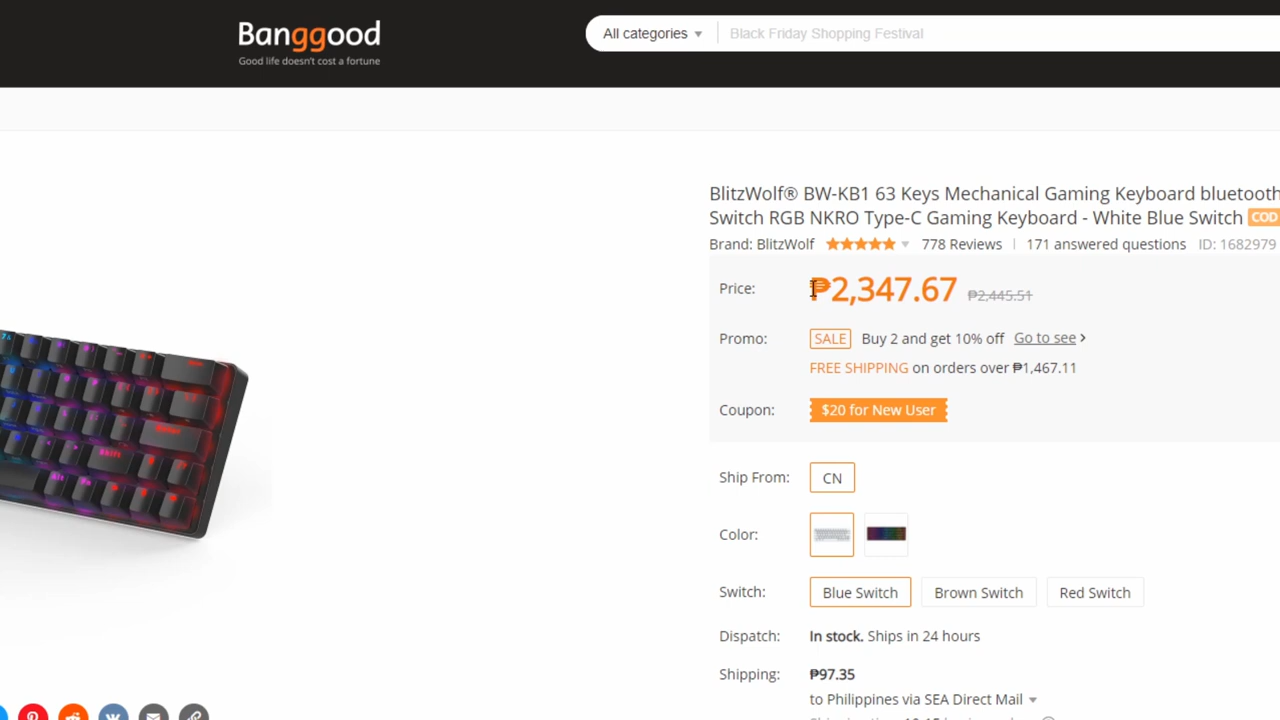 Banggood
Good life doesn't cost a fortune
All categories
Black Friday Shopping Festival
BlitzWolf® BW-KB1 63 Keys Mechanical Gaming Keyboard bluetooth
Switch RGB NKRO Type-C Gaming Keyboard - White Blue Switch COD
Brand: BlitzWolf 778 Reviews 171 answered questions ID: 1682979
Price: ₱2,347.67 ₱2,445.51
Promo: SALE Buy 2 and get 10% off Go to see >
FREE SHIPPING on orders over ₱1,467.11
Coupon: $20 for New User
Ship From: CN
Color:
Switch: Blue Switch Brown Switch Red Switch
Dispatch: In stock. Ships in 24 hours
Shipping: ₱97.35
to Philippines via SEA Direct Mail
Shift
Alt Fn